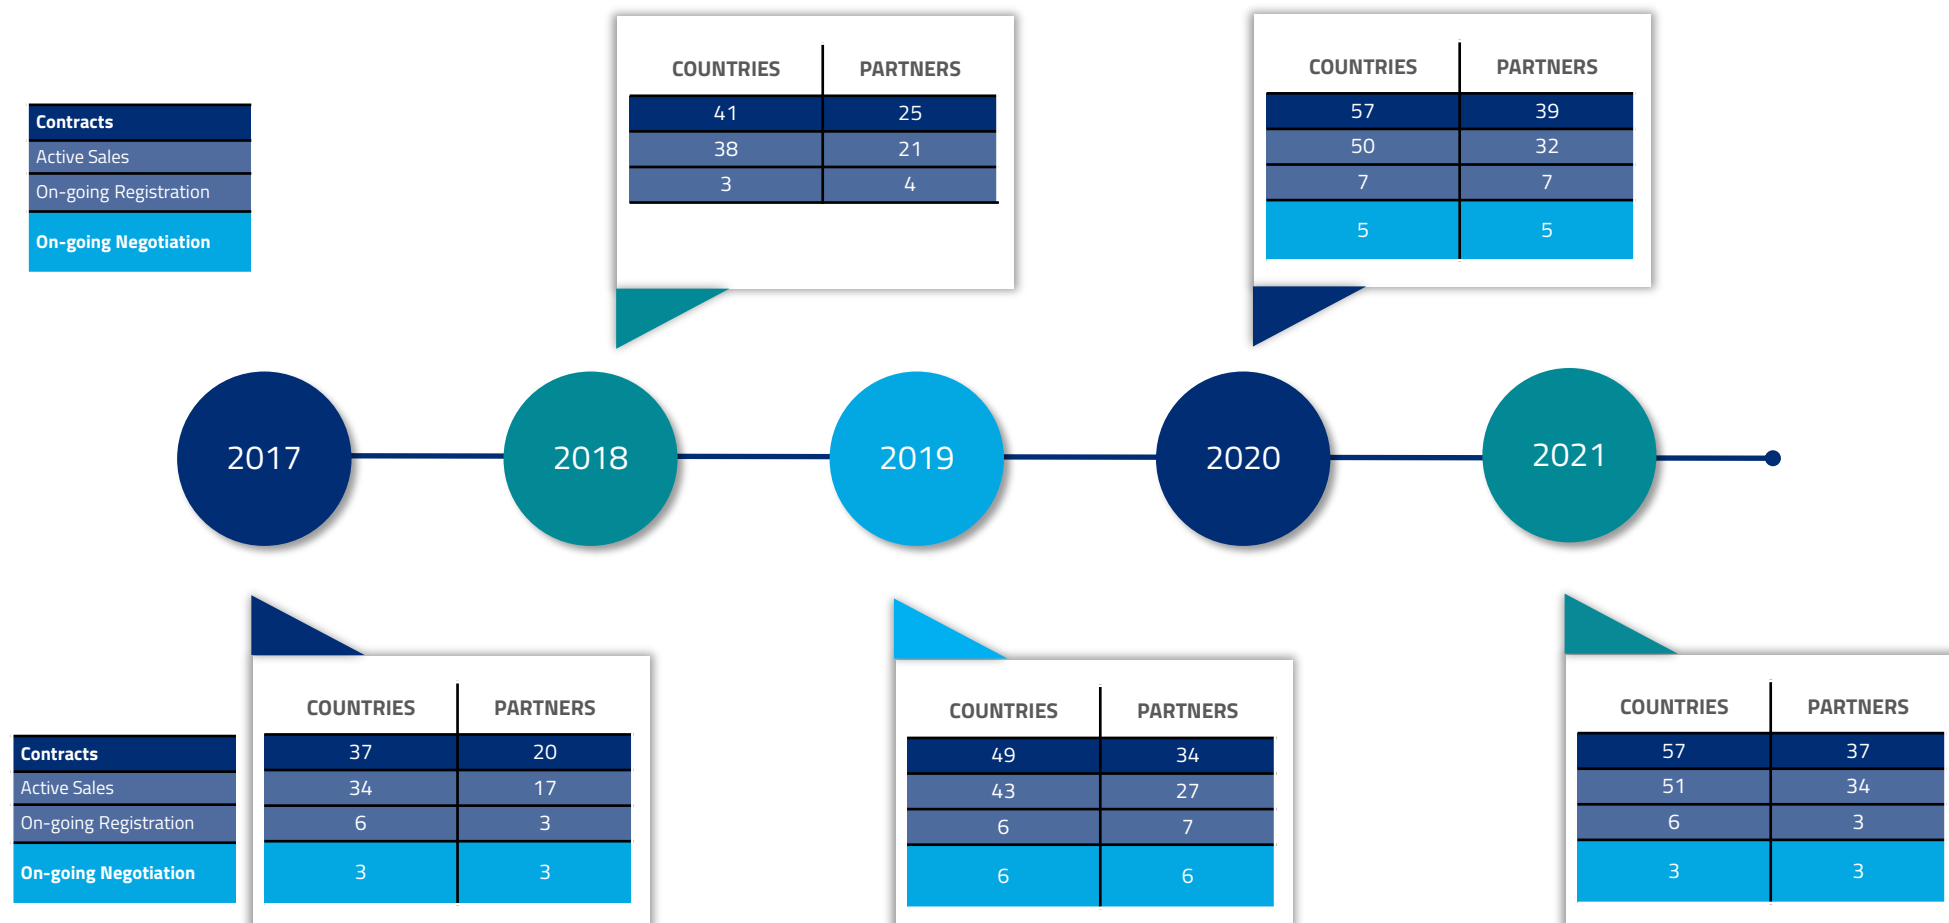 COUNTRIES PARTNERS
41 25
38 21
3 4
COUNTRIES PARTNERS
57 39
50 32
7 7
5 5
Contracts
Active Sales
On-going Registration
On-going Negotiation
2017 2018 2019 2020 2021
Contracts
Active Sales
On-going Registration
On-going Negotiation
COUNTRIES PARTNERS
37 20
34 17
6 3
3 3
COUNTRIES PARTNERS
49 34
43 27
6 7
6 6
COUNTRIES PARTNERS
57 37
51 34
6 3
3 3